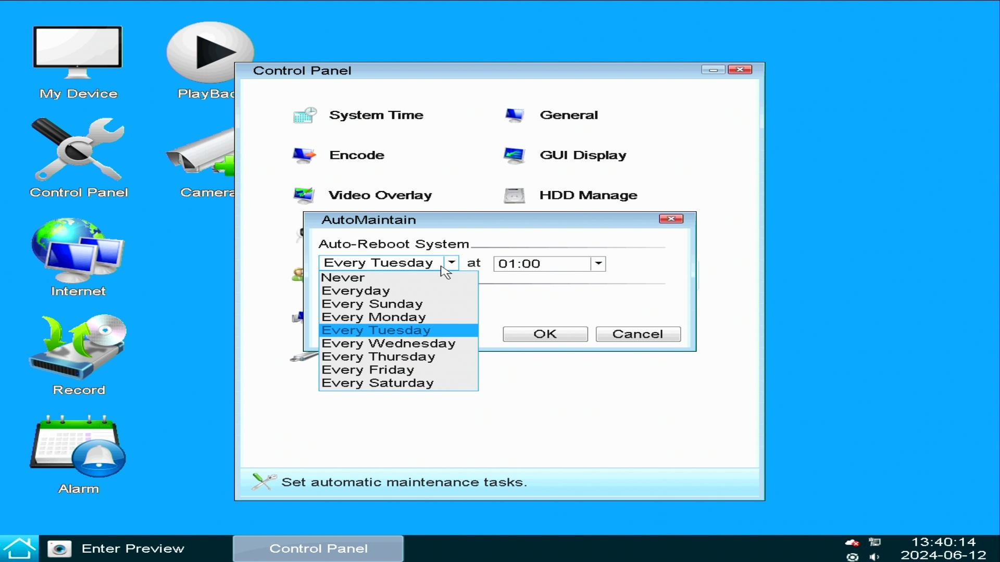 My Device
PlayBac
Control Panel
Camera
Internet
Record
Alarm
Control Panel
System Time
General
Encode
GUI Display
Video Overlay
HDD Manage
AutoMaintain
Auto-Reboot System
Every Tuesday at 01:00
Never
Everyday
Every Sunday
Every Monday
Every Tuesday
Every Wednesday
Every Thursday
Every Friday
Every Saturday
OK
Cancel
Set automatic maintenance tasks.
Enter Preview
Control Panel
13:40:14
2024-06-12